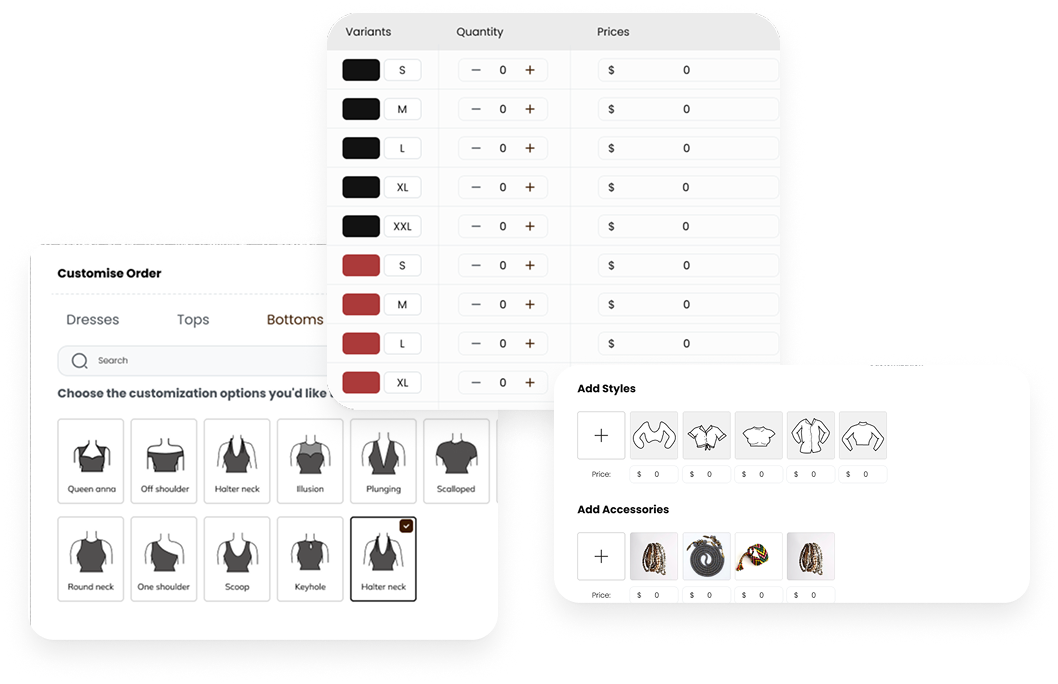 Variants Quantity Prices
S − 0 + $ 0
M − 0 + $ 0
L − 0 + $ 0
XL − 0 + $ 0
XXL − 0 + $ 0
S − 0 + $ 0
M − 0 + $ 0
L − 0 + $ 0
XL − 0 +
Customise Order
Dresses Tops Bottoms
Search
Choose the customization options you'd like
Queen anna Off shoulder Halter neck Illusion Plunging Scalloped
Round neck One shoulder Scoop Keyhole Halter neck
Add Styles
+
Price: $ 0 $ 0 $ 0 $ 0 $ 0
Add Accessories
+
Price: $ 0 $ 0 $ 0 $ 0